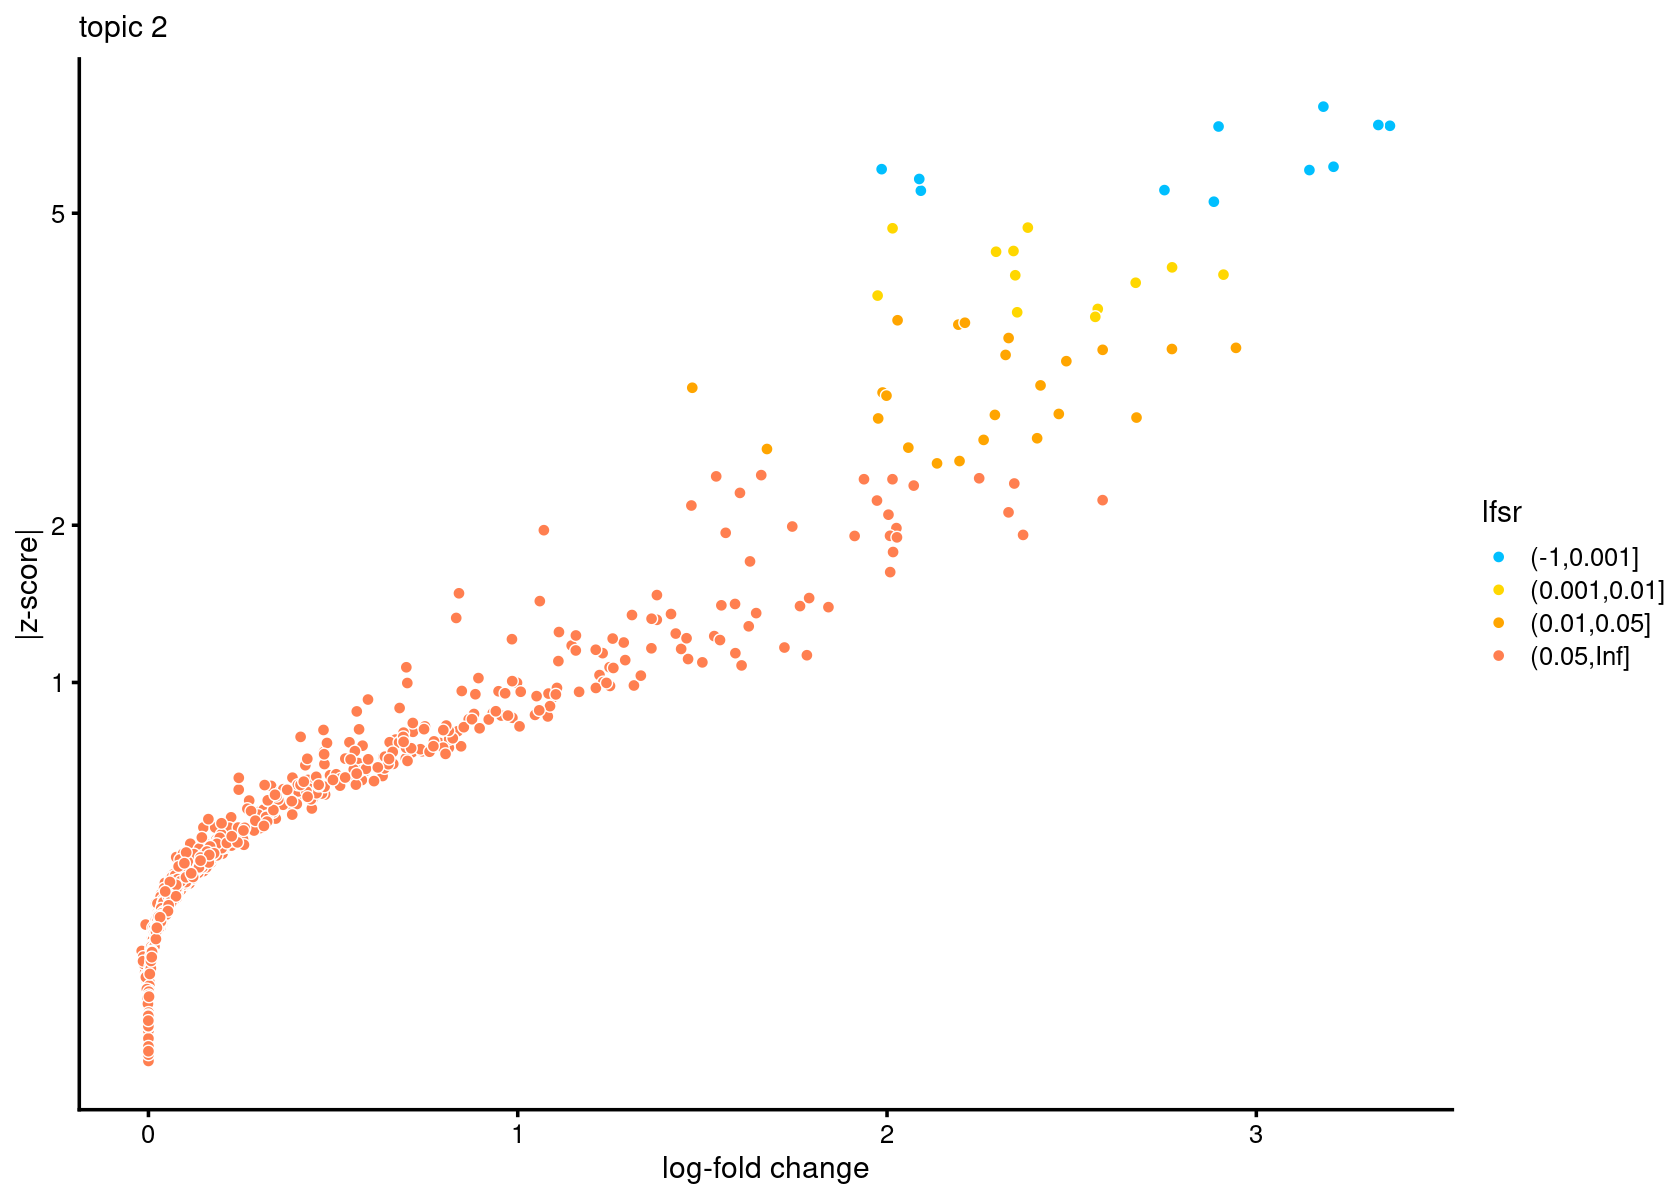 topic 2
5
2
1
|z-score|
0 1 2 3
log-fold change
lfsr
(-1,0.001]
(0.001,0.01]
(0.01,0.05]
(0.05,Inf]